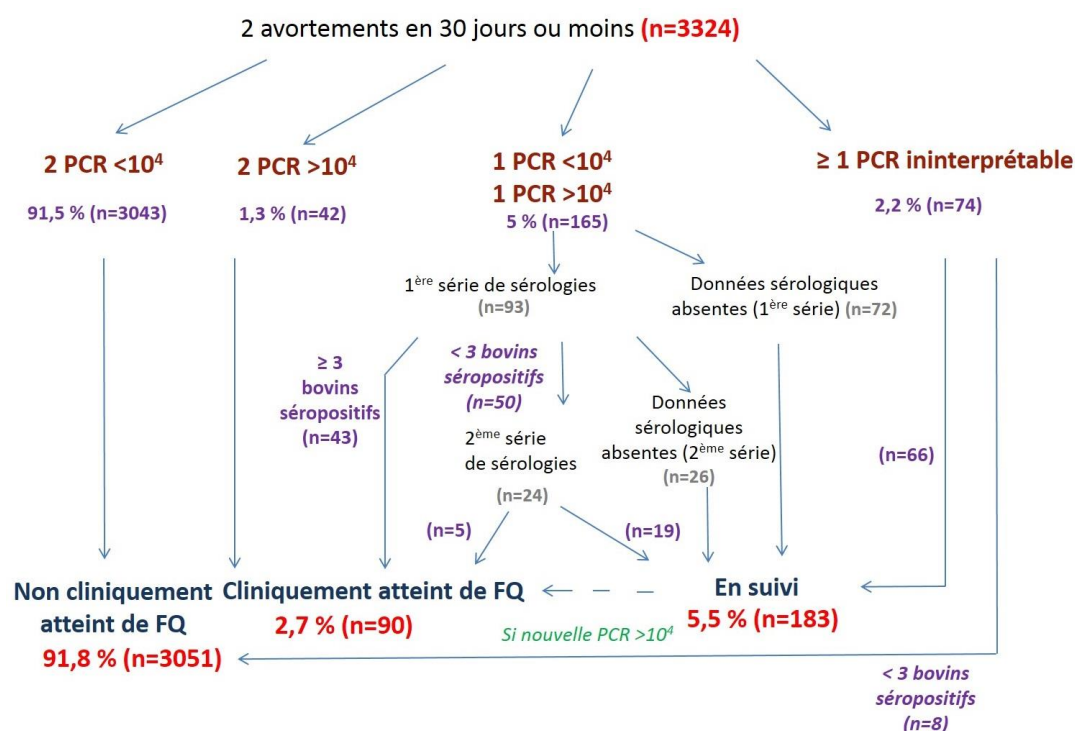 2 avortements en 30 jours ou moins (n=3324)
2 PCR <10⁴
91,5 % (n=3043)
2 PCR >10⁴
1,3 % (n=42)
1 PCR <10⁴
1 PCR >10⁴
5 % (n=165)
≥ 1 PCR ininterprétable
2,2 % (n=74)
1ère série de sérologies
(n=93)
Données sérologiques
absentes (1ère série) (n=72)
≥ 3
bovins
séropositifs
(n=43)
< 3 bovins
séropositifs
(n=50)
2ème série
de sérologies
(n=24)
Données
sérologiques
absentes (2ème série)
(n=26)
(n=66)
(n=5)
(n=19)
Non cliniquement
atteint de FQ
91,8 % (n=3051)
Cliniquement atteint de FQ
2,7 % (n=90)
En suivi
5,5 % (n=183)
Si nouvelle PCR >10⁴
< 3 bovins
séropositifs
(n=8)